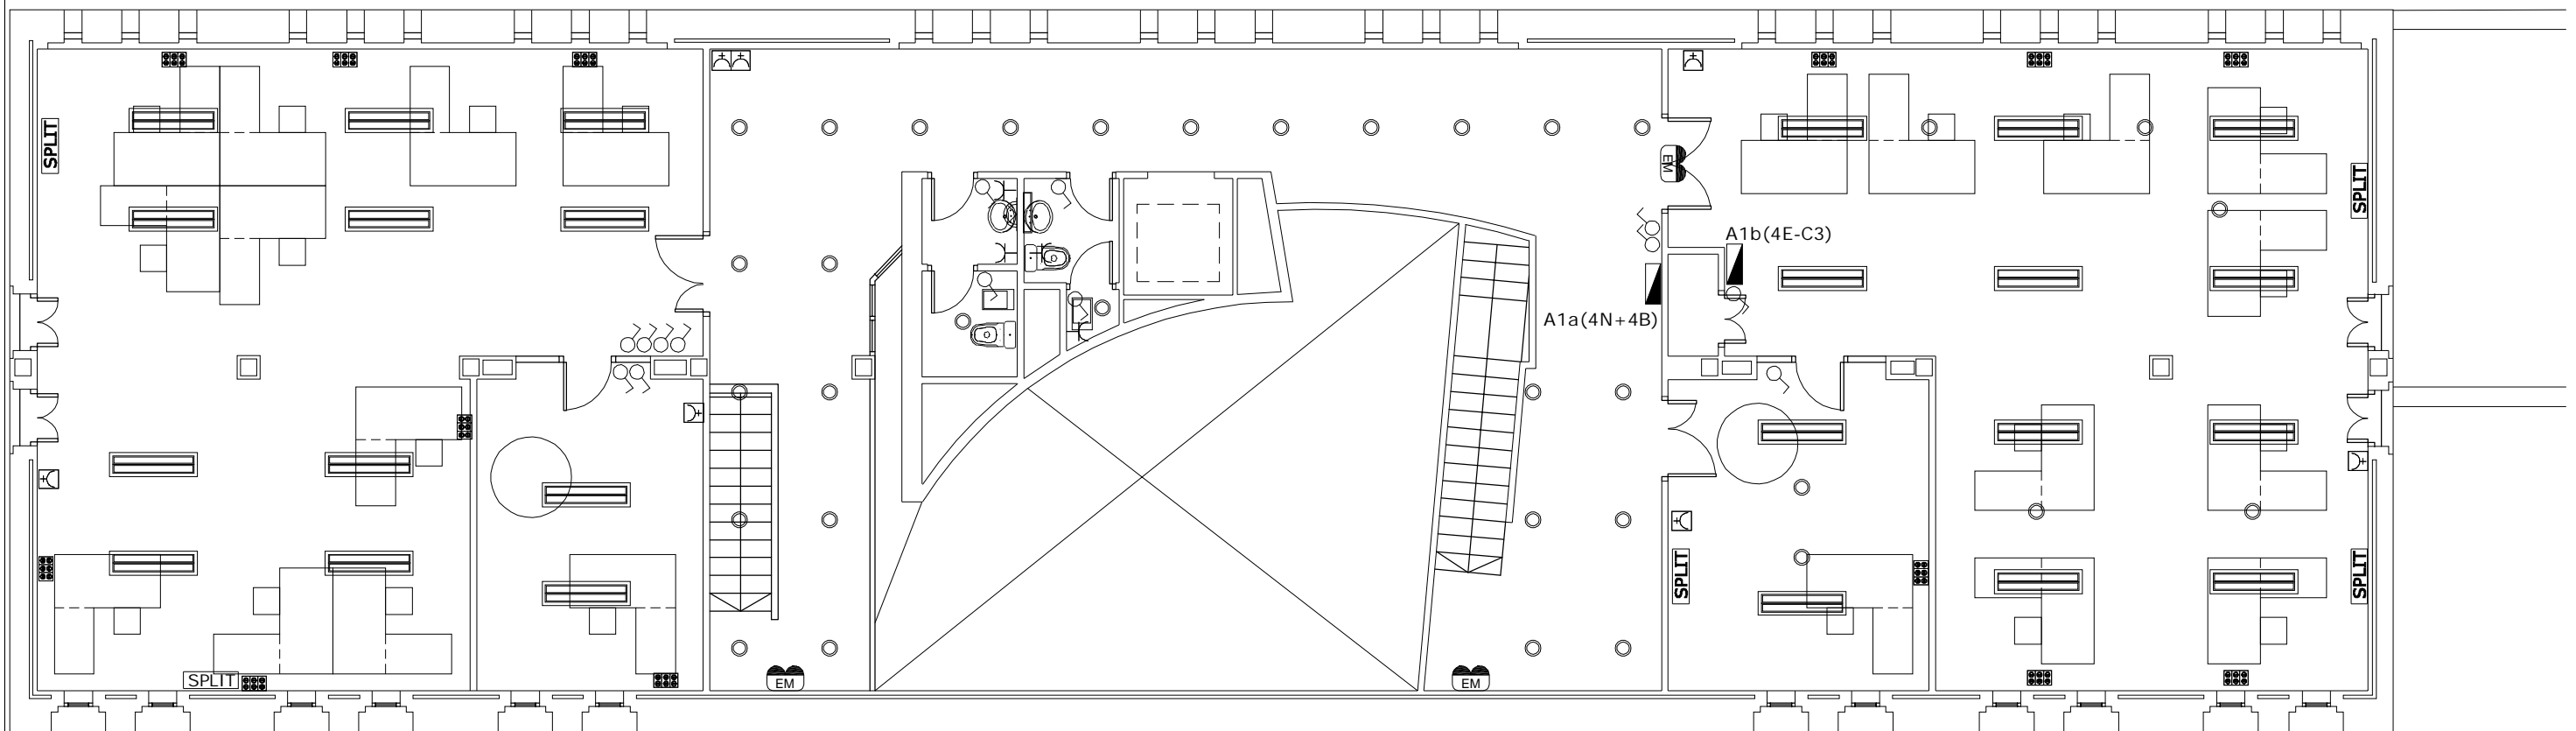 SPLIT
EM
SPLIT
A1b(4E-C3)
A1a(4N+4B)
SPLIT
SPLIT
SPLIT
EM
EM